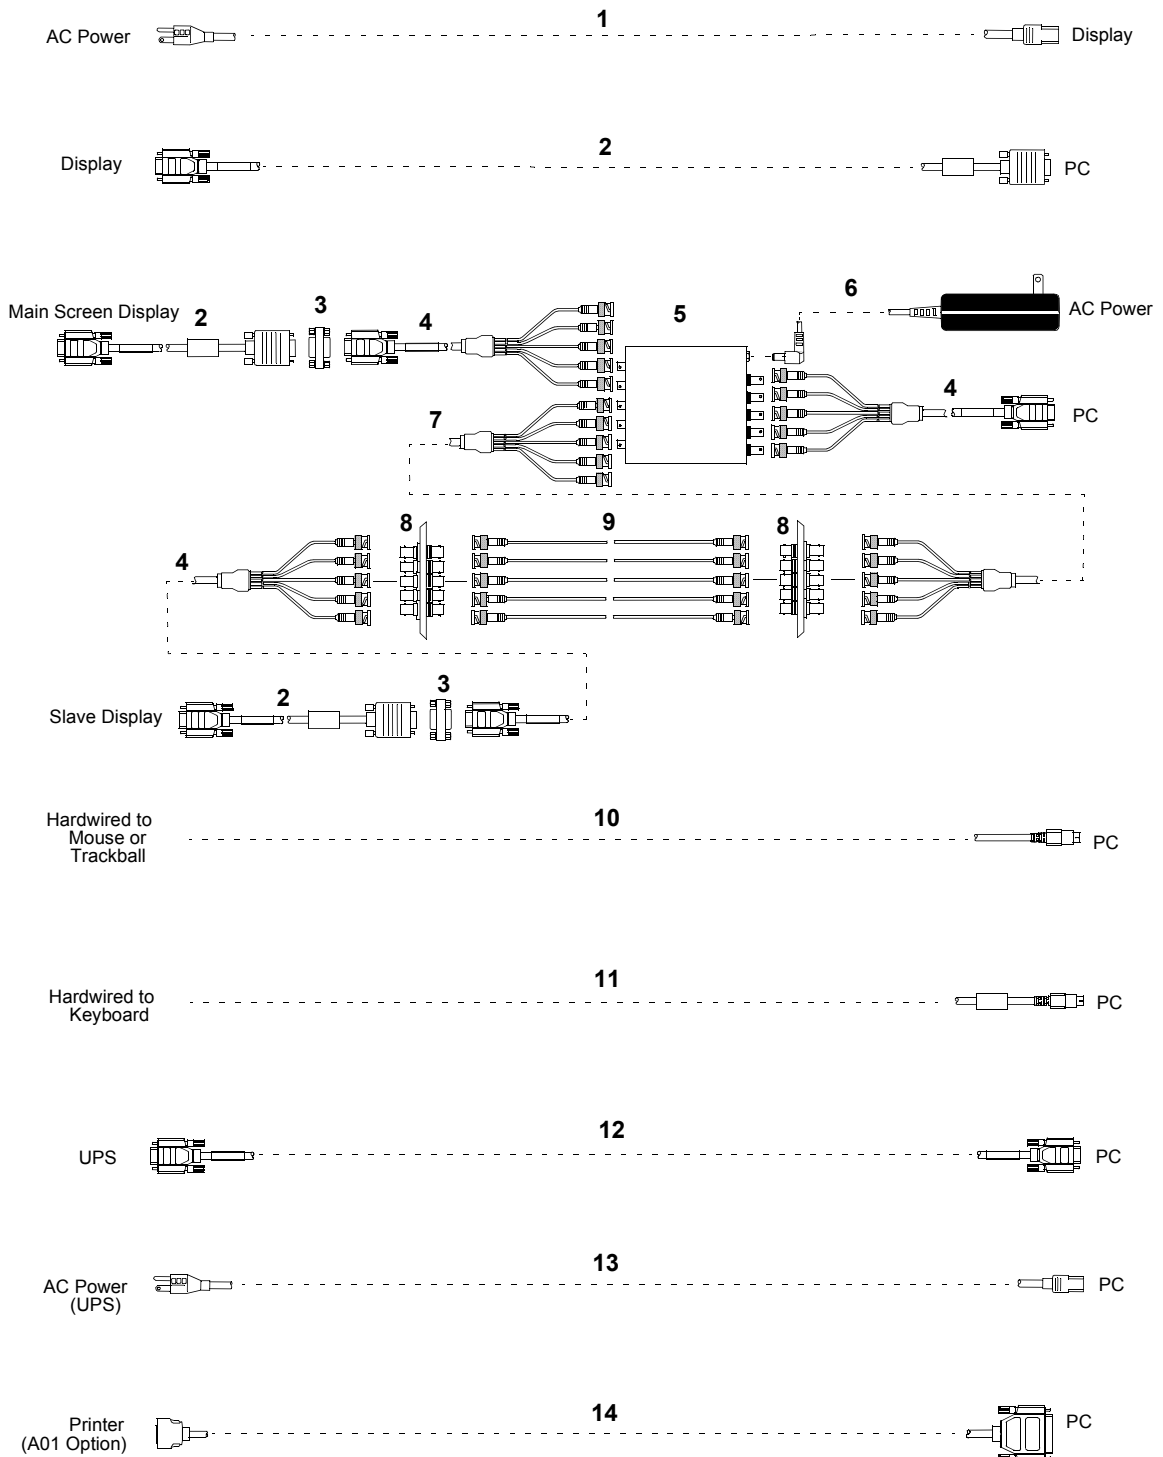 1
AC Power
Display
2
Display
PC
Main Screen Display
2
3
4
5
6
AC Power
4
PC
7
4
8
9
8
Slave Display
2
3
10
Hardwired to
Mouse or
Trackball
PC
11
Hardwired to
Keyboard
PC
12
UPS
PC
13
AC Power
(UPS)
PC
14
Printer
(A01 Option)
PC